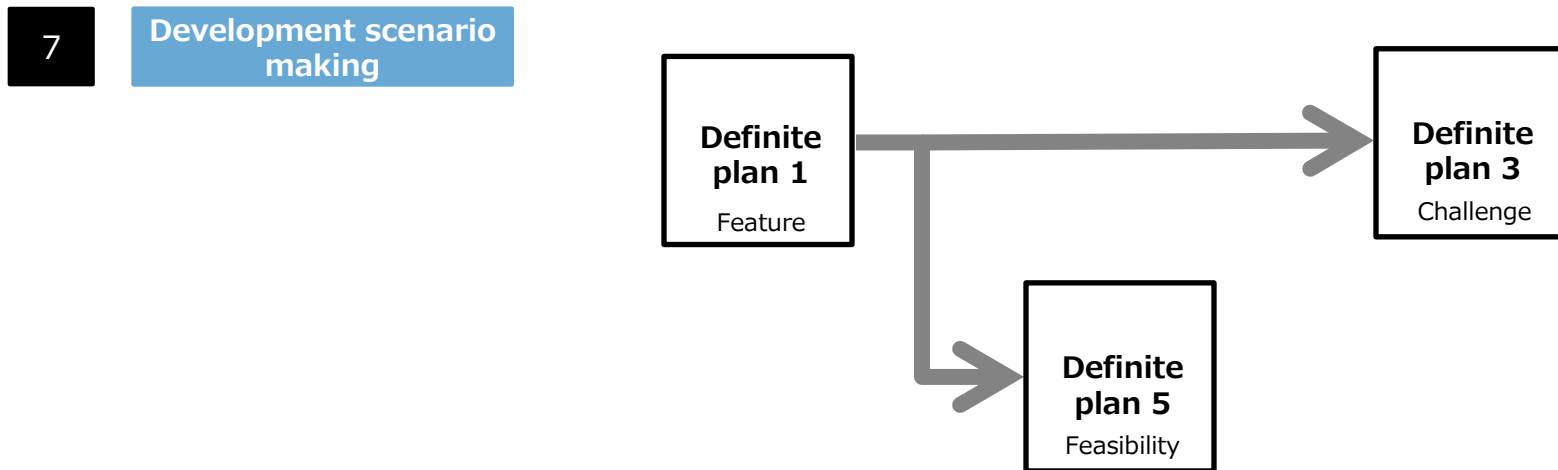 7
Development scenario
making
Definite
plan 1
Feature
Definite
plan 3
Challenge
Definite
plan 5
Feasibility